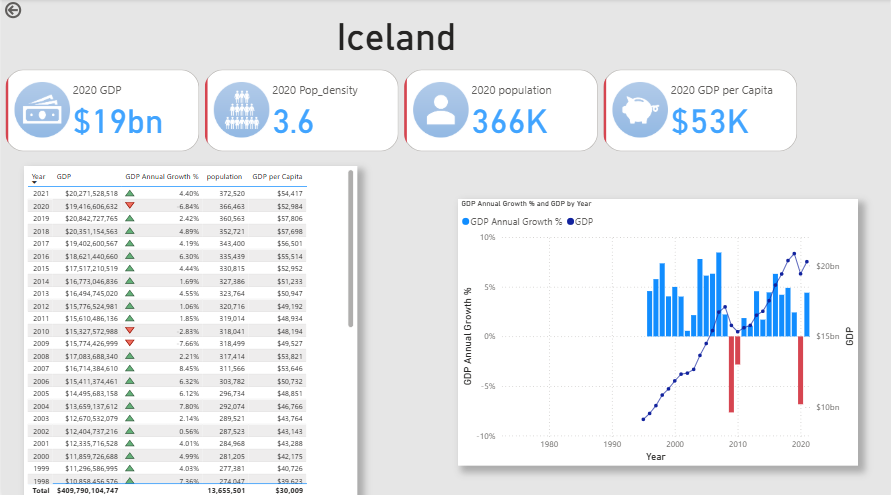 Iceland
2020 GDP
$19bn
2020 Pop_density
3.6
2020 population
366K
2020 GDP per Capita
$53K
Year GDP GDP Annual Growth % population GDP per Capita
2021 $20,271,528,518 4.40% 372,520 $54,417
2020 $19,416,606,632 -6.84% 366,463 $52,984
2019 $20,842,727,765 2.42% 360,563 $57,806
2018 $20,351,154,563 4.89% 352,721 $57,698
2017 $19,402,600,567 4.19% 343,400 $56,501
2016 $18,621,440,660 6.30% 335,439 $55,514
2015 $17,517,210,519 4.44% 330,815 $52,952
2014 $16,773,046,836 1.69% 327,386 $51,233
2013 $16,494,745,020 4.55% 323,764 $50,947
2012 $15,776,524,981 1.06% 320,716 $49,192
2011 $15,610,486,136 1.85% 319,014 $48,934
2010 $15,327,572,988 -2.83% 318,041 $48,194
2009 $15,774,426,999 -7.66% 318,499 $49,527
2008 $17,083,688,340 2.21% 317,414 $53,821
2007 $16,714,384,610 8.45% 311,566 $53,646
2006 $15,411,374,461 6.32% 303,782 $50,732
2005 $14,495,683,158 6.12% 296,734 $48,851
2004 $13,659,137,612 7.80% 292,074 $46,766
2003 $12,670,532,079 2.14% 289,521 $43,764
2002 $12,404,737,216 0.56% 287,523 $43,143
2001 $12,335,716,528 4.01% 284,968 $43,288
2000 $11,859,726,688 4.99% 281,205 $42,175
1999 $11,296,586,995 4.03% 277,381 $40,726
1998 $10,858,456,576 7.36% 274,047 $39,623
Total $409,790,104,747 13,655,501 $30,009
GDP Annual Growth % and GDP by Year
GDP Annual Growth % GDP
10%
5%
0%
-5%
-10%
GDP Annual Growth %
$20bn
$15bn
$10bn
GDP
1980 1990 2000 2010 2020
Year